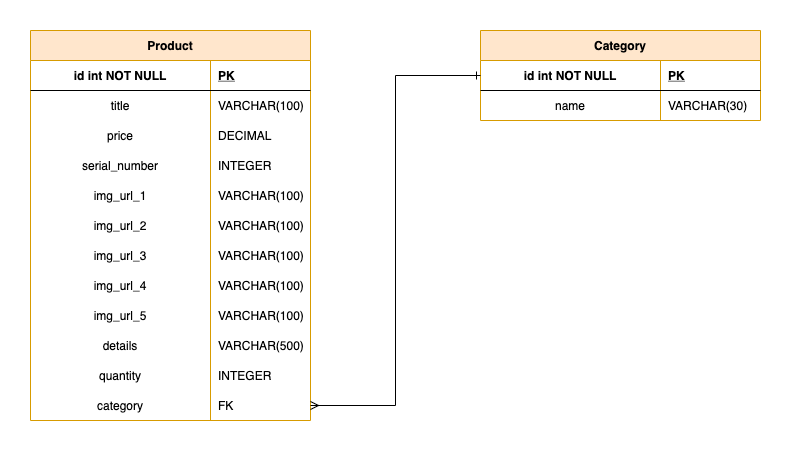 Product
id int NOT NULL PK
title VARCHAR(100)
price DECIMAL
serial_number INTEGER
img_url_1 VARCHAR(100)
img_url_2 VARCHAR(100)
img_url_3 VARCHAR(100)
img_url_4 VARCHAR(100)
img_url_5 VARCHAR(100)
details VARCHAR(500)
quantity INTEGER
category FK
Category
id int NOT NULL PK
name VARCHAR(30)